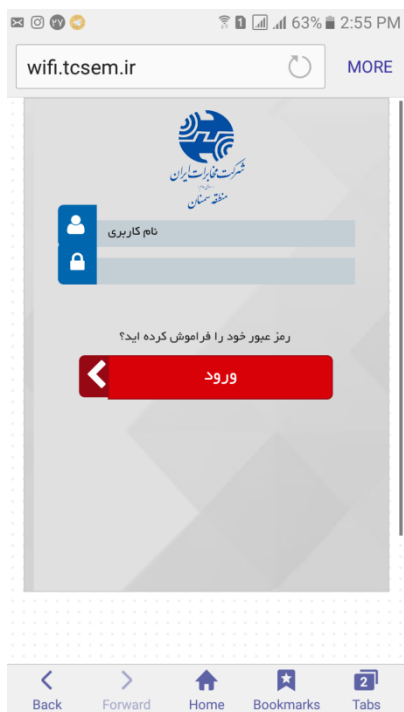 63% 2:55 PM
wifi.tcsem.ir MORE
شرکت مخابرات ایران
منطقه سمنان
نام کاربری
رمز عبور خود را فراموش کرده اید؟
ورود
Back Forward Home Bookmarks Tabs